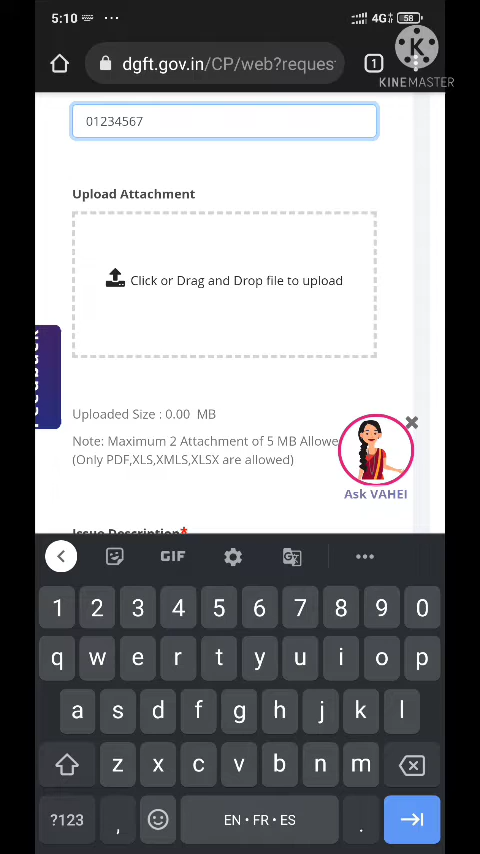 5:10 ··· 4G 58
dgft.gov.in/CP/web?reques 1
K
KINEMASTER
01234567
Upload Attachment
Click or Drag and Drop file to upload
Feedback
Uploaded Size : 0.00 MB
Note: Maximum 2 Attachment of 5 MB Allowe
(Only PDF,XLS,XMLS,XLSX are allowed)
Ask VAHEI
Issue Description*
GIF
1 2 3 4 5 6 7 8 9 0
q w e r t y u i o p
a s d f g h j k l
z x c v b n m
?123 , EN • FR • ES .